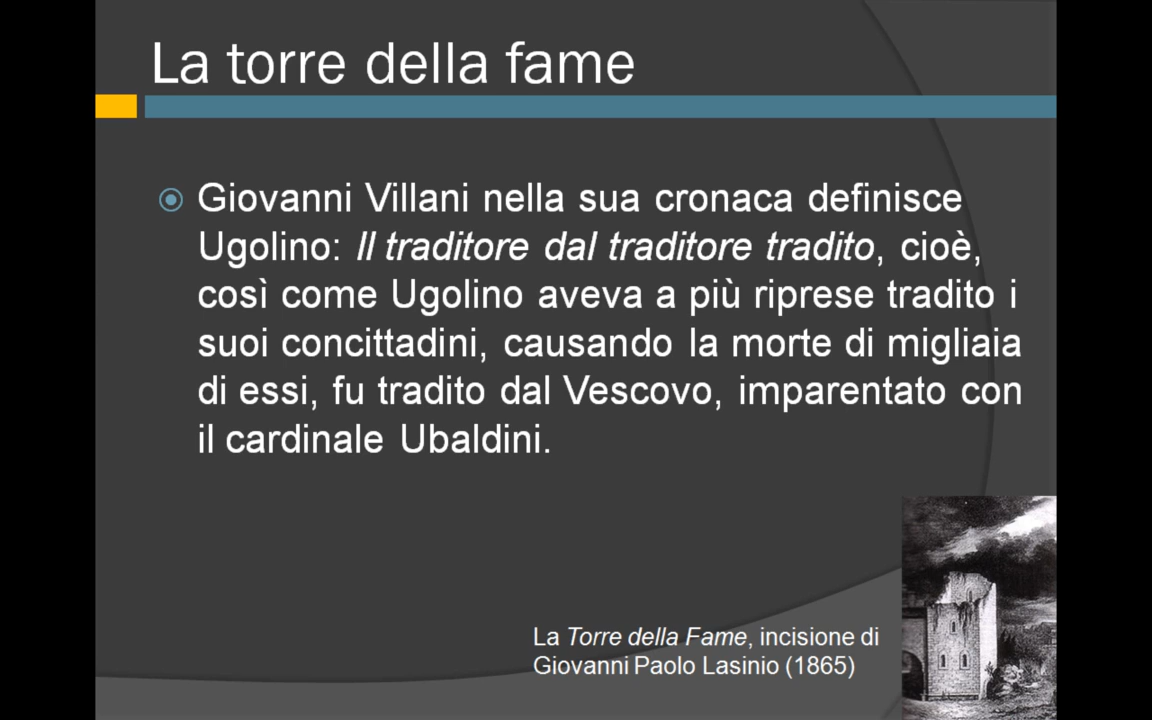 La torre della fame
Giovanni Villani nella sua cronaca definisce
Ugolino: Il traditore dal traditore tradito, cioè,
così come Ugolino aveva a più riprese tradito i
suoi concittadini, causando la morte di migliaia
di essi, fu tradito dal Vescovo, imparentato con
il cardinale Ubaldini.
La Torre della Fame, incisione di
Giovanni Paolo Lasinio (1865)